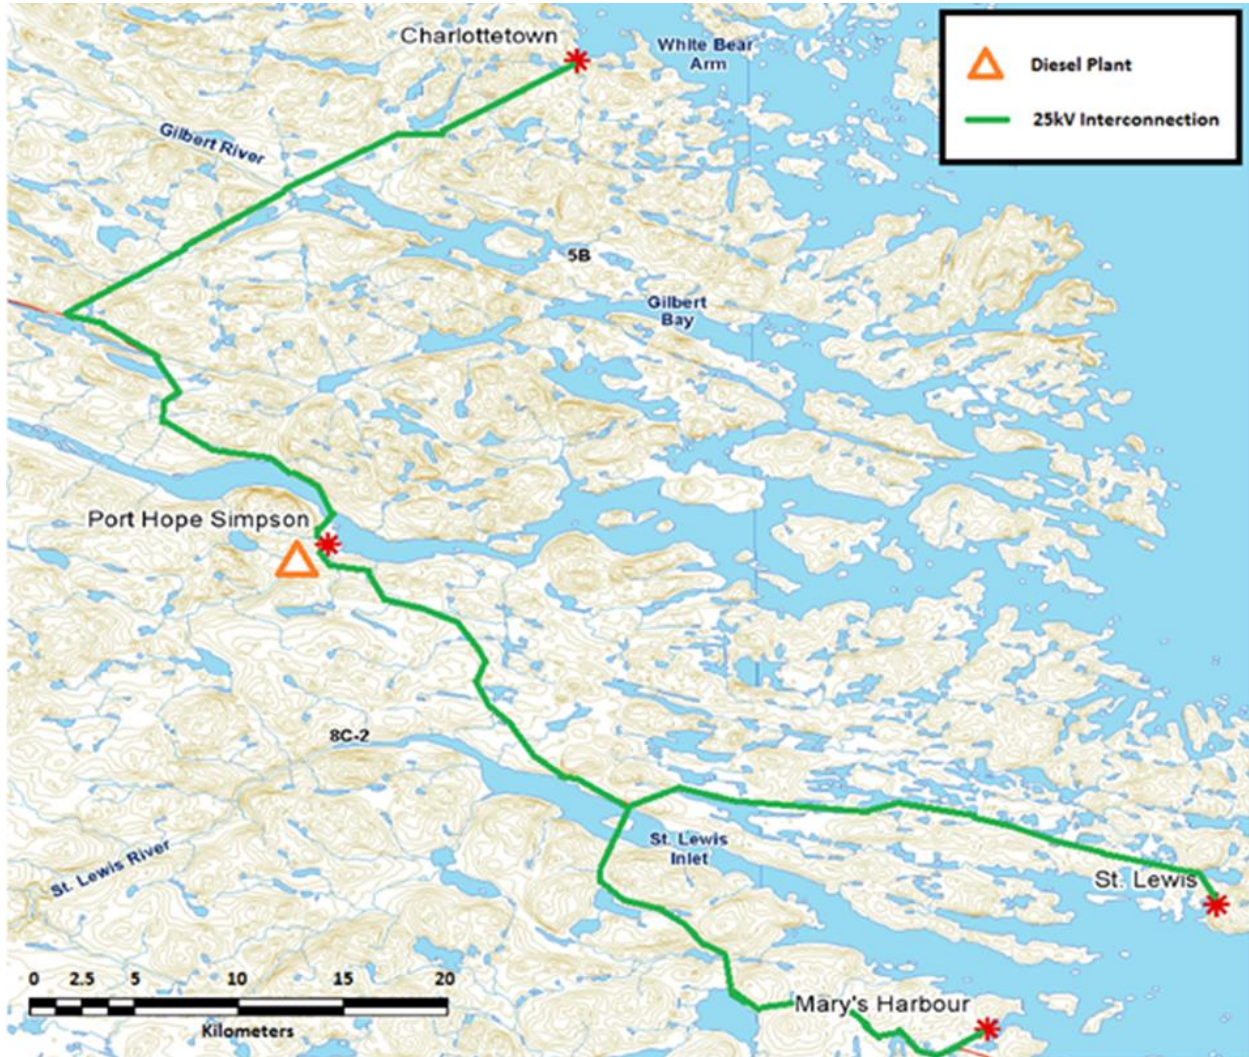 Charlottetown
White Bear
Arm
Diesel Plant
25kV Interconnection
Gilbert River
5B
Gilbert
Bay
Port Hope Simpson
8C-2
St. Lewis
Inlet
St. Lewis River
St. Lewis
Mary's Harbour
0 2.5 5 10 15 20
Kilometers